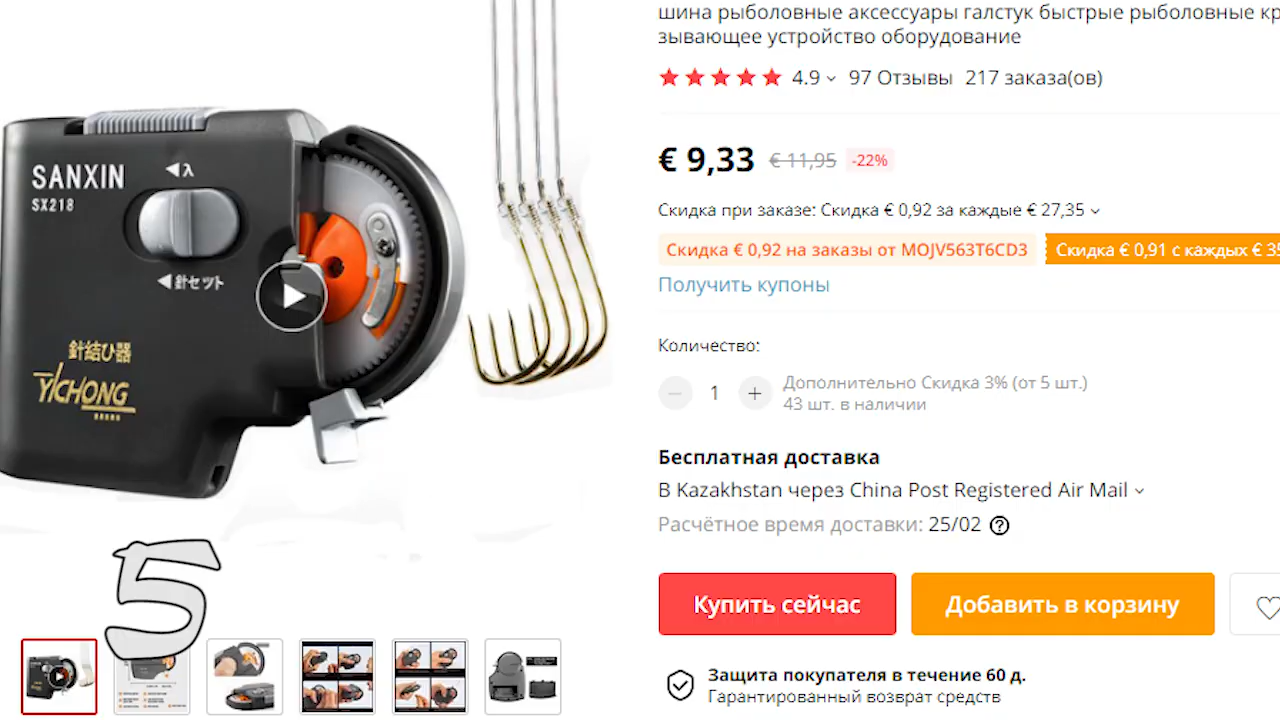 шина рыболовные аксессуары галстук быстрые рыболовные кр
зывающее устройство оборудование
4.9 97 Отзывы 217 заказа(ов)
€ 9,33 € 11,95 -22%
Скидка при заказе: Скидка € 0,92 за каждые € 27,35
Скидка € 0,92 на заказы от MOJV563T6CD3 Скидка € 0,91 с каждых € 35
Получить купоны
Количество:
1
Дополнительно Скидка 3% (от 5 шт.)
43 шт. в наличии
Бесплатная доставка
В Kazakhstan через China Post Registered Air Mail
Расчётное время доставки: 25/02
Купить сейчас Добавить в корзину
Защита покупателя в течение 60 д.
Гарантированный возврат средств
SANXIN
SX218
◀入
◀針セット
針結ひ器
YICHONG
5